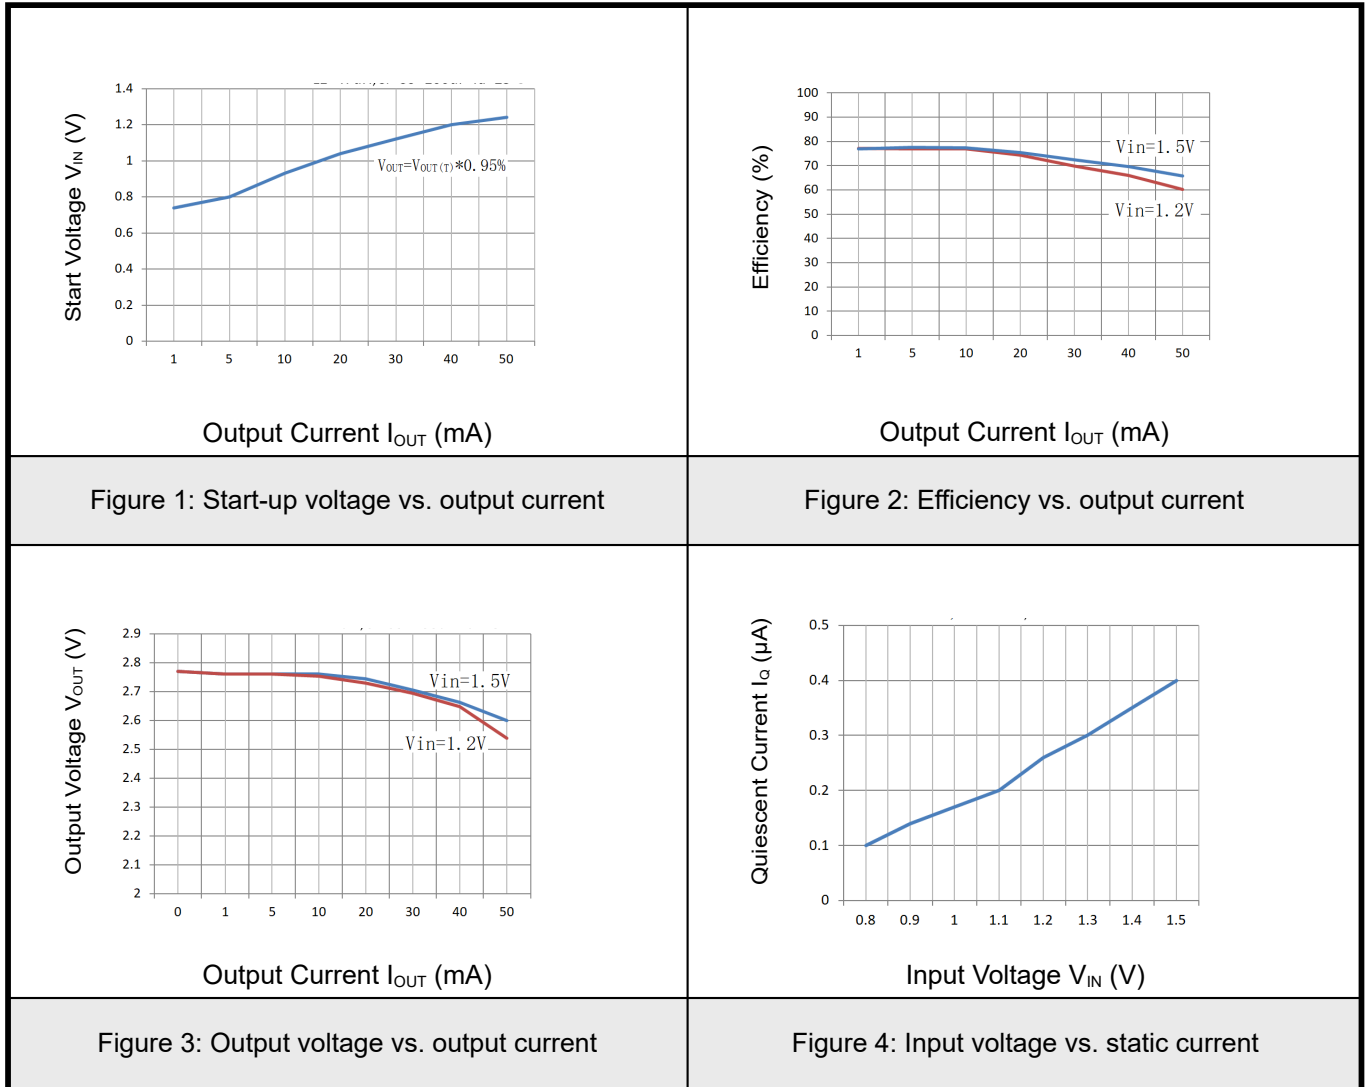 Start Voltage VIN (V)
1.4
1.2
1
0.8
0.6
0.4
0.2
0
VOUT=VOUT(T)*0.95%
1 5 10 20 30 40 50
Output Current IOUT (mA)
Figure 1: Start-up voltage vs. output current
Efficiency (%)
100
90
80
70
60
50
40
30
20
10
0
Vin=1.5V
Vin=1.2V
1 5 10 20 30 40 50
Output Current IOUT (mA)
Figure 2: Efficiency vs. output current
Output Voltage VOUT (V)
2.9
2.8
2.7
2.6
2.5
2.4
2.3
2.2
2.1
2
Vin=1.5V
Vin=1.2V
0 1 5 10 20 30 40 50
Output Current IOUT (mA)
Figure 3: Output voltage vs. output current
Quiescent Current IQ (µA)
0.5
0.4
0.3
0.2
0.1
0
0.8 0.9 1 1.1 1.2 1.3 1.4 1.5
Input Voltage VIN (V)
Figure 4: Input voltage vs. static current